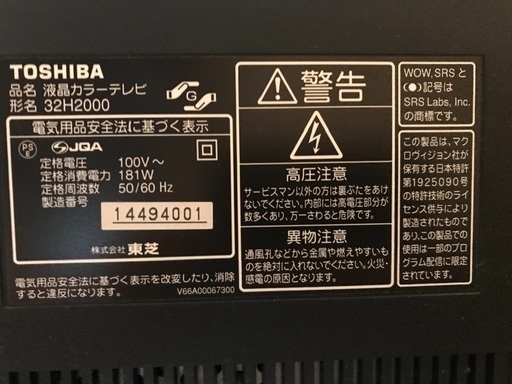 TOSHIBA
品名 液晶カラーテレビ
形名 32H2000
G
電気用品安全法に基づく表示
PS
E
JQA
定格電圧 100V～
定格消費電力 181W
定格周波数 50/60 Hz
製造番号
14494001
株式会社 東芝
電気用品安全法に基づく表示を改変したり、消除
すると違反になります。
V66A00067300
警告
高圧注意
サービスマン以外の方は裏ぶたをあけ
ないでください。内部には高電圧部分が
数多くあり、万一さわると危険です。
異物注意
通風孔などから金属や燃えやすいもの
を絶対に入れないでください。火災・
感電の原因となります。
WOW, SRS と
(●)記号は
SRS Labs, Inc.
の商標です。
この製品は、マク
ロヴィジョン社が
保有する日本特許
第1925090号
の特許技術のライ
センス供与により
製造されたもので
あり、この製品での
使用は一部のプロ
グラム配信に限定
されています。